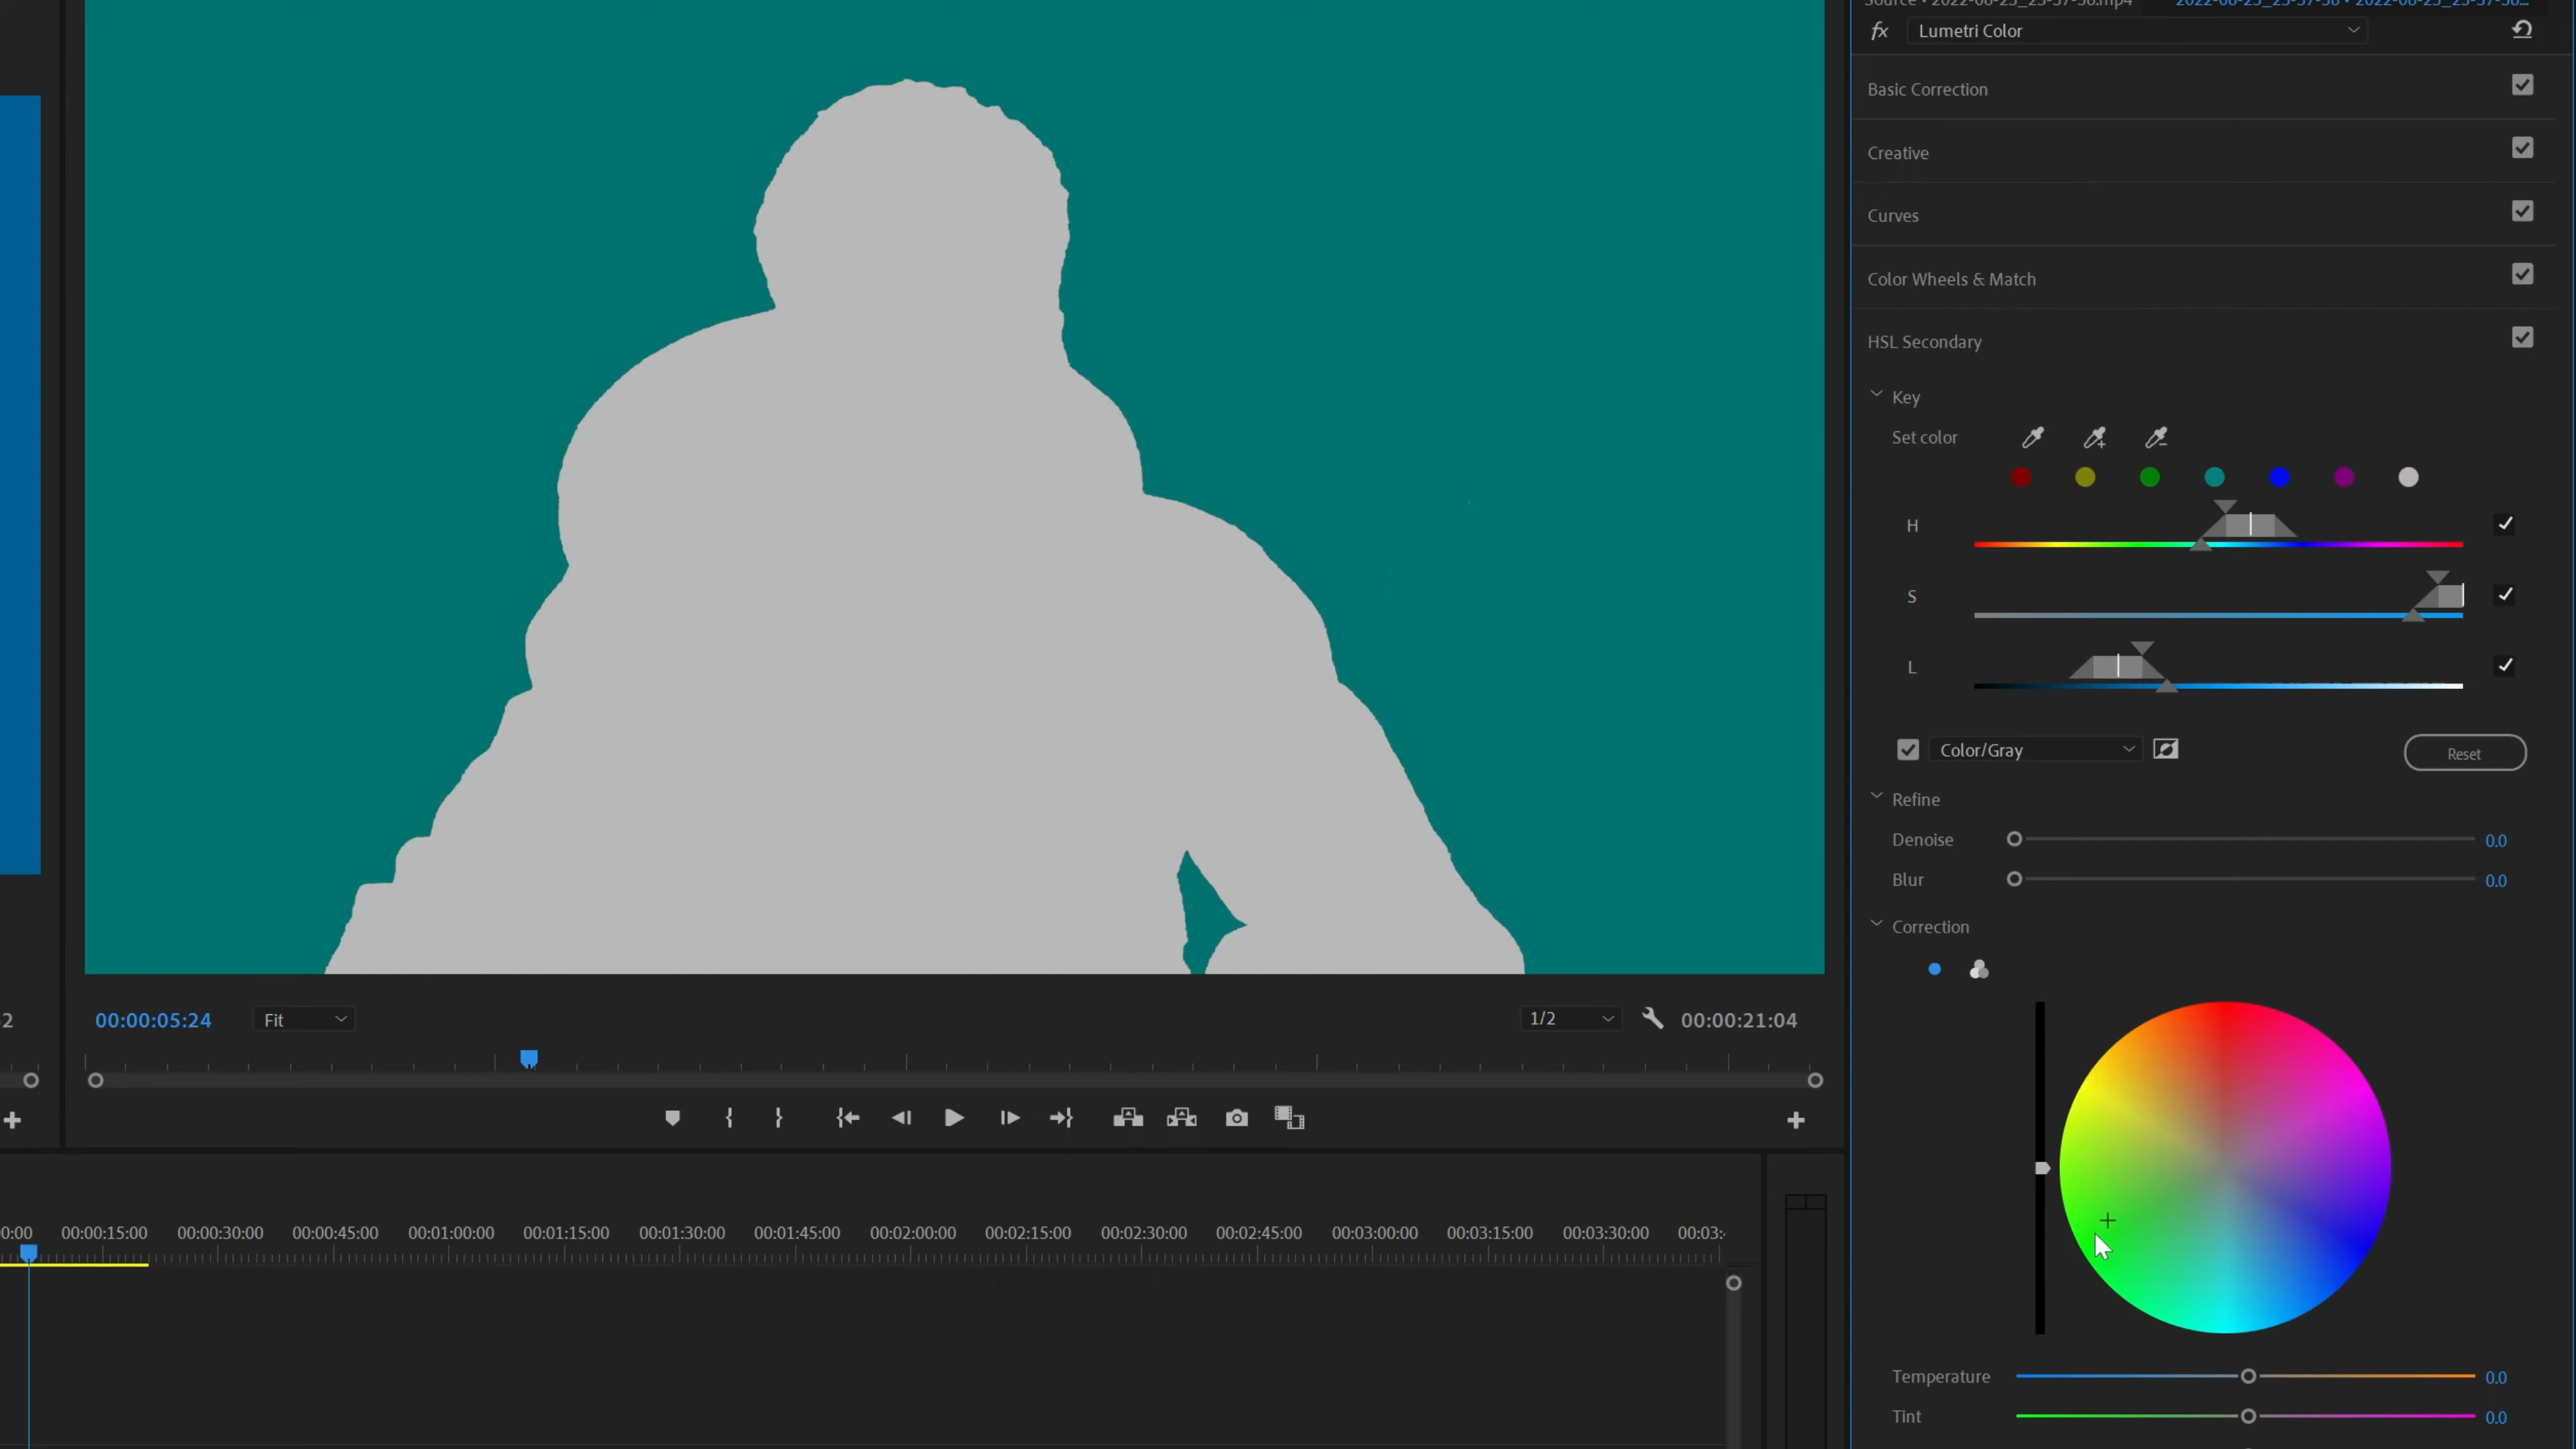 Lumetri Color
Basic Correction
Creative
Curves
Color Wheels & Match
HSL Secondary
Key
Set color
H
S
L
Color/Gray
Reset
Refine
Denoise 0.0
Blur 0.0
Correction
00:00:05:24 Fit 1/2 00:00:21:04
00:00:15:00 00:00:30:00 00:00:45:00 00:01:00:00 00:01:15:00 00:01:30:00 00:01:45:00 00:02:00:00 00:02:15:00 00:02:30:00 00:02:45:00 00:03:00:00 00:03:15:00 00:03:30:00
Temperature 0.0
Tint 0.0